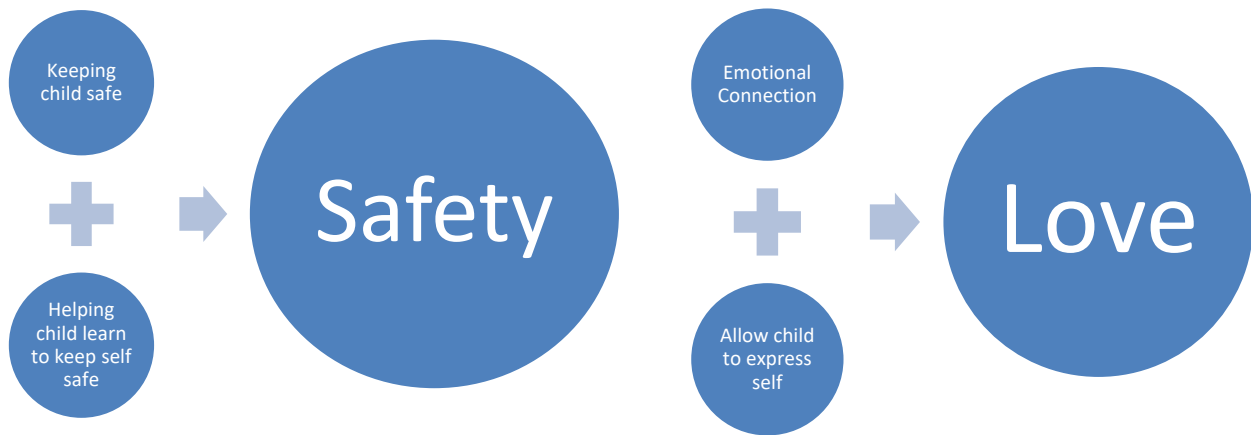 Keeping
child safe
Helping
child learn
to keep self
safe
Safety
Emotional
Connection
Allow child
to express
self
Love